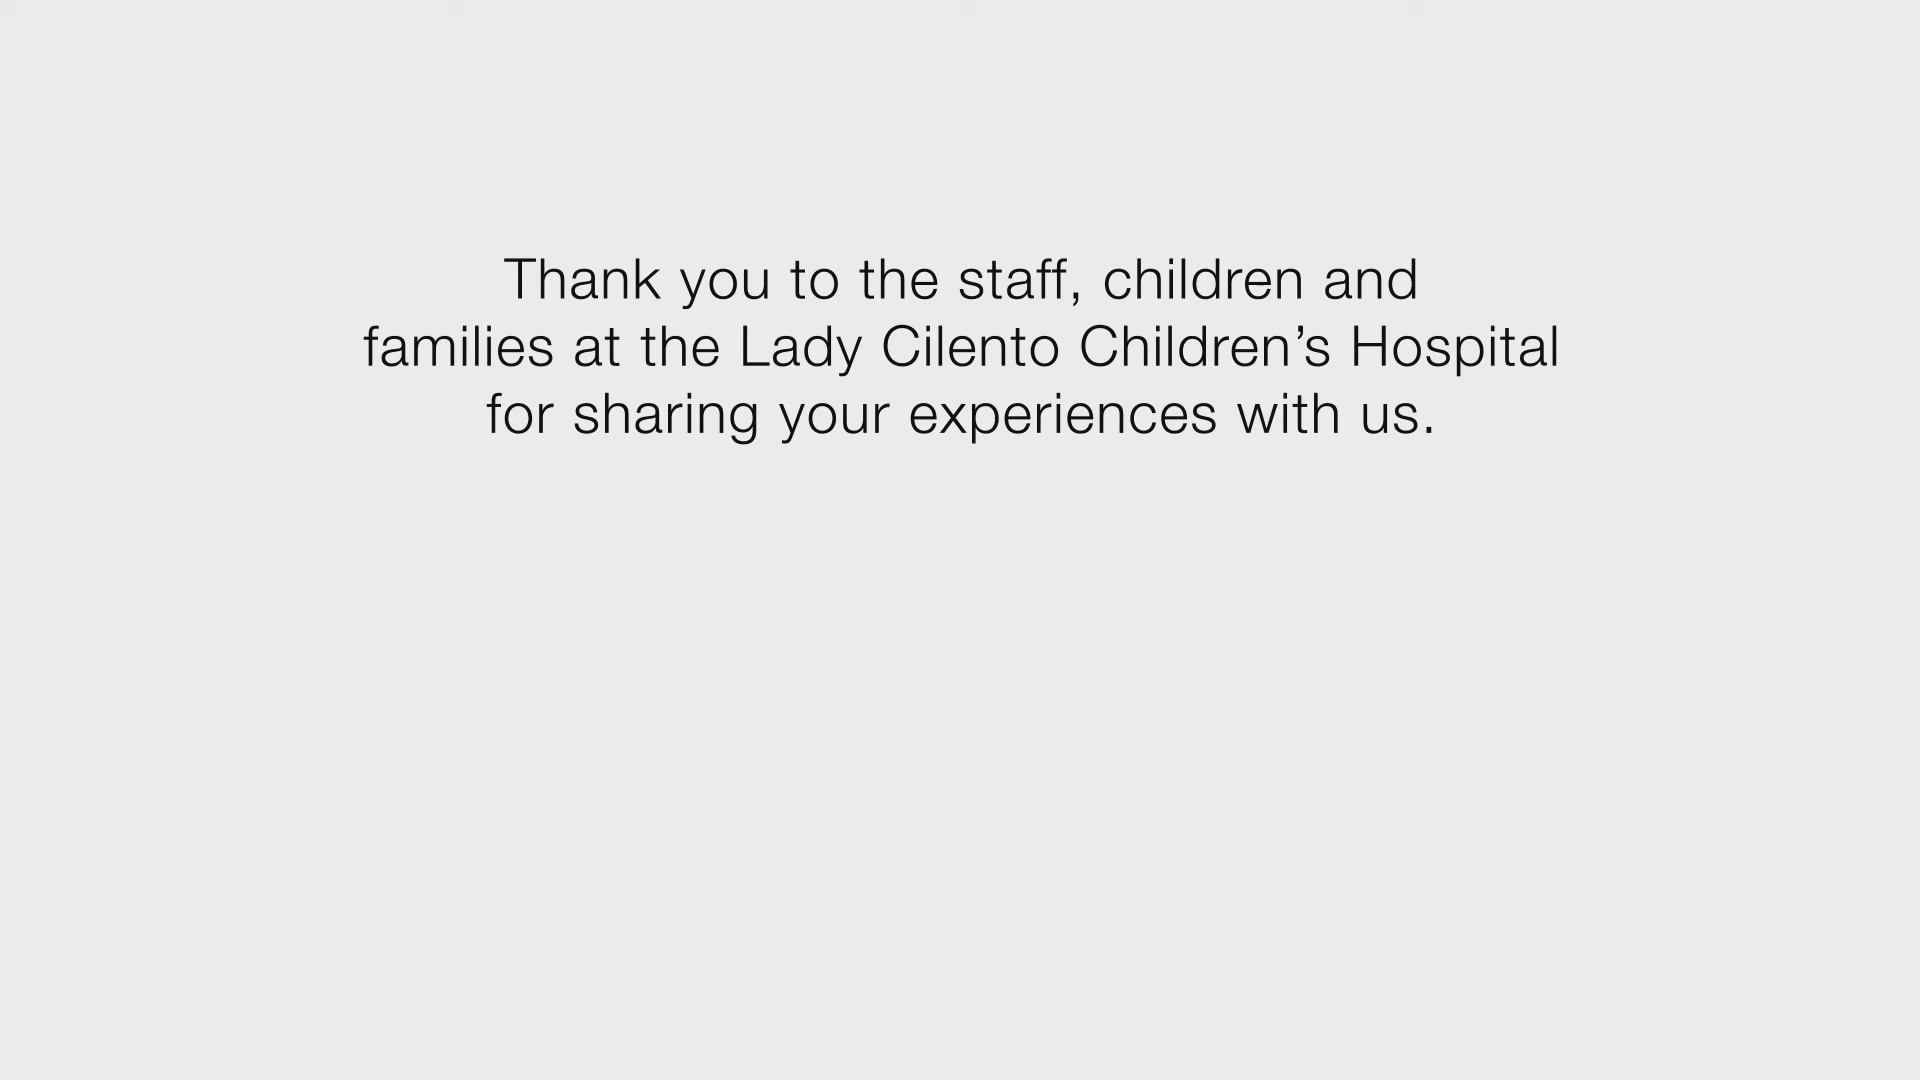 Thank you to the staff, children and
families at the Lady Cilento Children’s Hospital
for sharing your experiences with us.